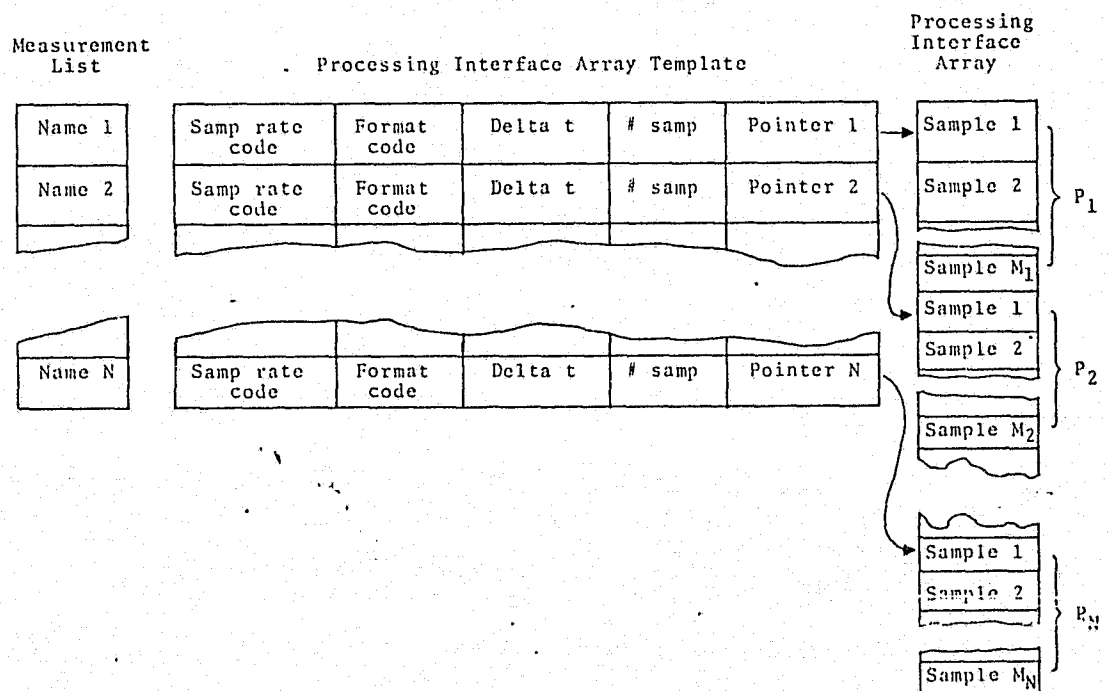 Measurement
List
Processing Interface Array Template
Processing
Interface
Array
Name 1
Samp rate
code
Format
code
Delta t
# samp
Pointer 1
Sample 1
Name 2
Samp rate
code
Format
code
Delta t
# samp
Pointer 2
Sample 2
P1
Sample M1
Sample 1
Sample 2
P2
Name N
Samp rate
code
Format
code
Delta t
# samp
Pointer N
Sample M2
Sample 1
Sample 2
PN
Sample MN